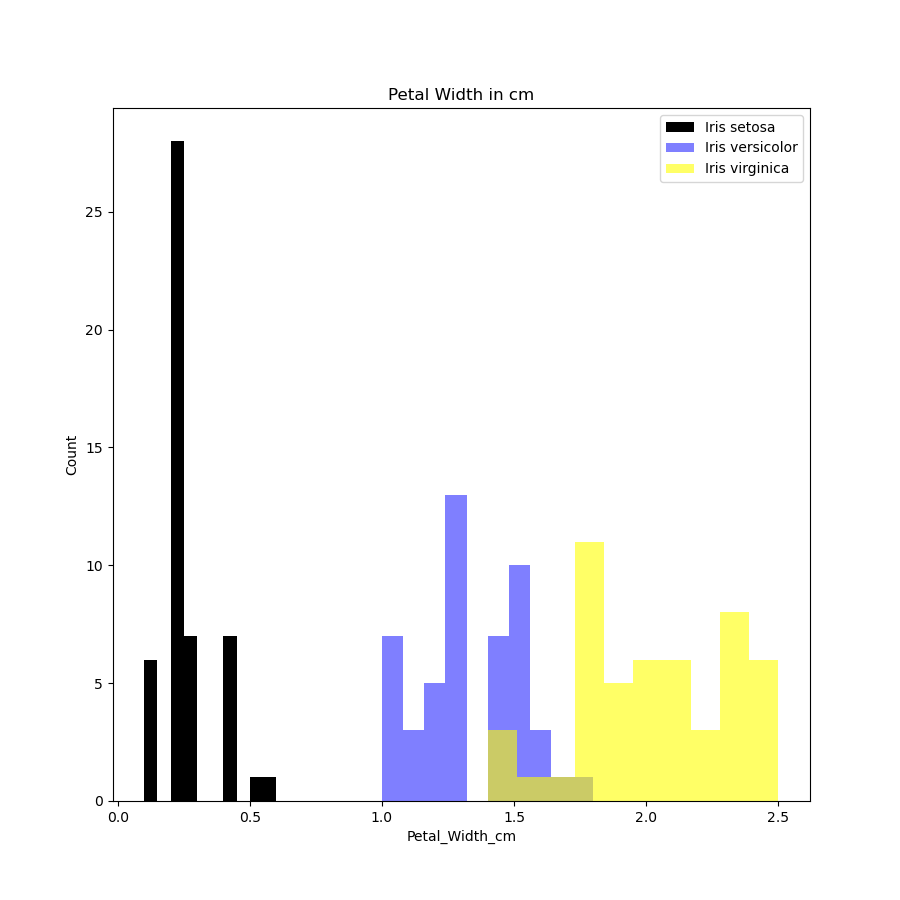 Petal Width in cm
Iris setosa
Iris versicolor
Iris virginica
25
20
15
10
5
0
Count
0.0 0.5 1.0 1.5 2.0 2.5
Petal_Width_cm